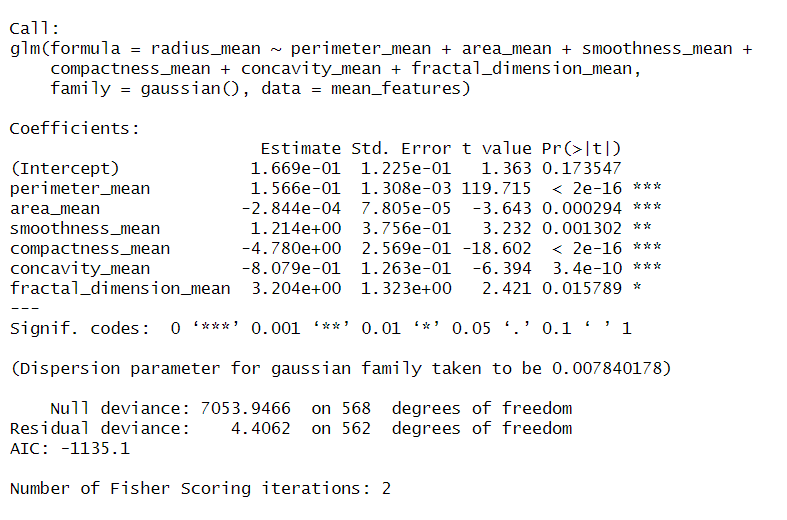 Call:
glm(formula = radius_mean ~ perimeter_mean + area_mean + smoothness_mean +
    compactness_mean + concavity_mean + fractal_dimension_mean,
    family = gaussian(), data = mean_features)

Coefficients:
                         Estimate Std. Error t value Pr(>|t|)
(Intercept)             1.669e-01  1.225e-01   1.363 0.173547
perimeter_mean          1.566e-01  1.308e-03 119.715  < 2e-16 ***
area_mean              -2.844e-04  7.805e-05  -3.643 0.000294 ***
smoothness_mean         1.214e+00  3.756e-01   3.232 0.001302 **
compactness_mean       -4.780e+00  2.569e-01 -18.602  < 2e-16 ***
concavity_mean         -8.079e-01  1.263e-01  -6.394  3.4e-10 ***
fractal_dimension_mean  3.204e+00  1.323e+00   2.421 0.015789 *
---
Signif. codes:  0 ‘***’ 0.001 ‘**’ 0.01 ‘*’ 0.05 ‘.’ 0.1 ‘ ’ 1

(Dispersion parameter for gaussian family taken to be 0.007840178)

    Null deviance: 7053.9466  on 568  degrees of freedom
Residual deviance:    4.4062  on 562  degrees of freedom
AIC: -1135.1

Number of Fisher Scoring iterations: 2